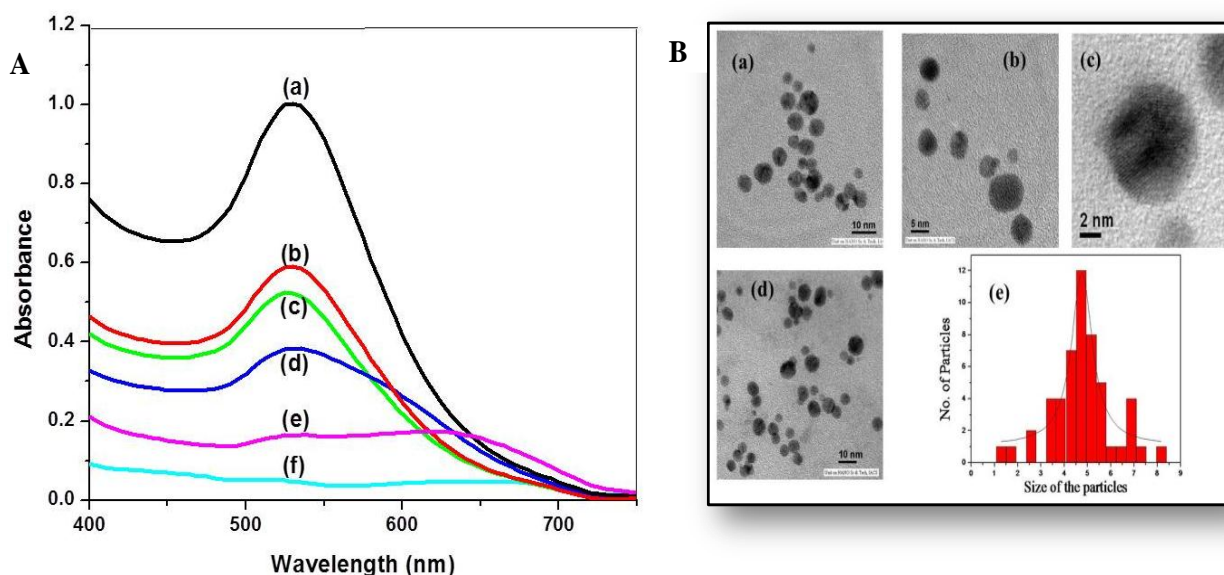 A
1.2
1.0
0.8
0.6
0.4
0.2
0.0
Absorbance
(a)
(b)
(c)
(d)
(e)
(f)
400
500
600
700
Wavelength (nm)
B
(a)
10 nm
(b)
5 nm
(c)
2 nm
(d)
10 nm
(e)
12
10
8
6
4
2
0
No. of Particles
0 1 2 3 4 5 6 7 8 9
Size of the particles